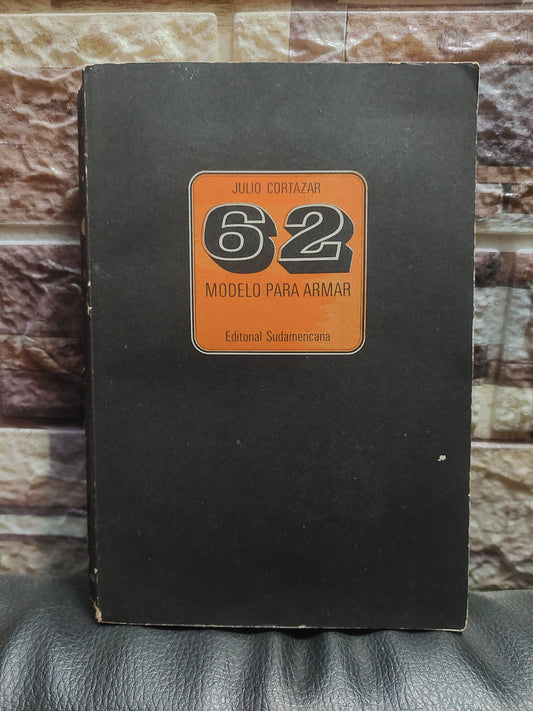 JULIO CORTAZAR
62
MODELO PARA ARMAR
Editorial Sudamericana